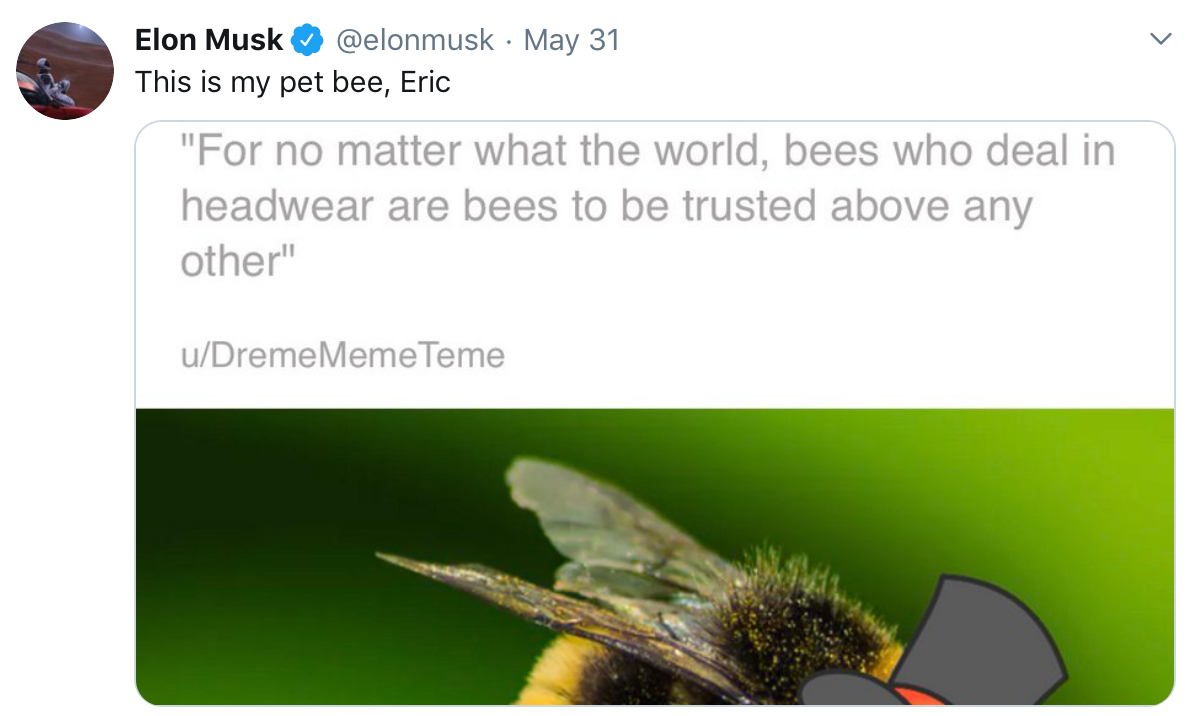 Elon Musk @elonmusk · May 31
This is my pet bee, Eric
"For no matter what the world, bees who deal in
headwear are bees to be trusted above any
other"
u/DremeMemeTeme